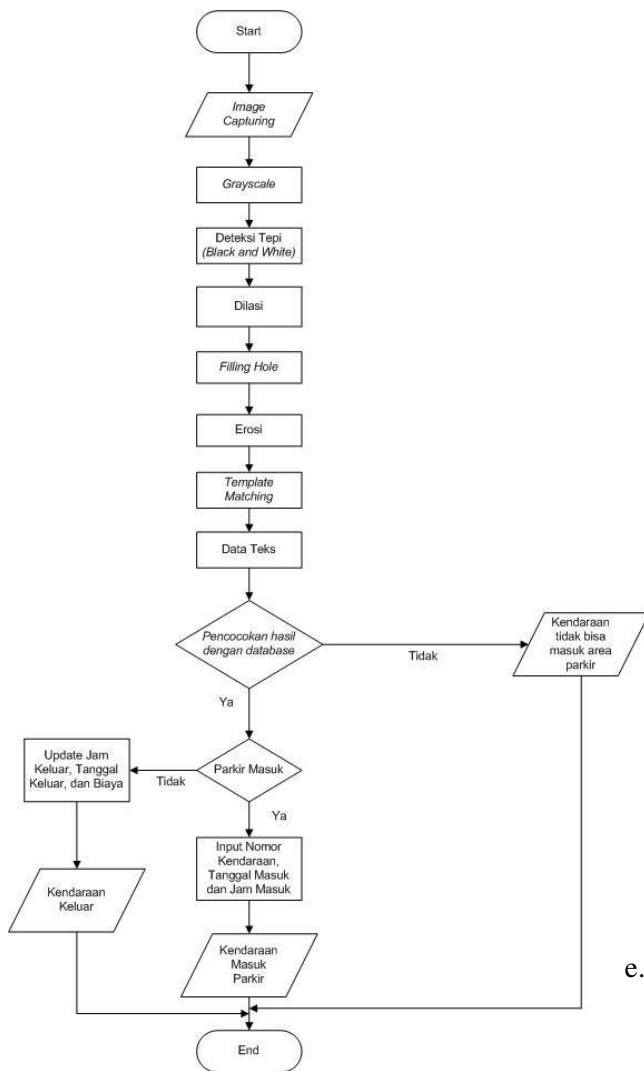 Start
Image
Capturing
Grayscale
Deteksi Tepi
(Black and White)
Dilasi
Filling Hole
Erosi
Template
Matching
Data Teks
Pencocokan hasil
dengan database
Tidak
Kendaraan
tidak bisa
masuk area
parkir
Ya
Parkir Masuk
Tidak
Update Jam
Keluar, Tanggal
Keluar, dan Biaya
Kendaraan
Keluar
Ya
Input Nomor
Kendaraan,
Tanggal Masuk
dan Jam Masuk
Kendaraan
Masuk
Parkir
e.
End